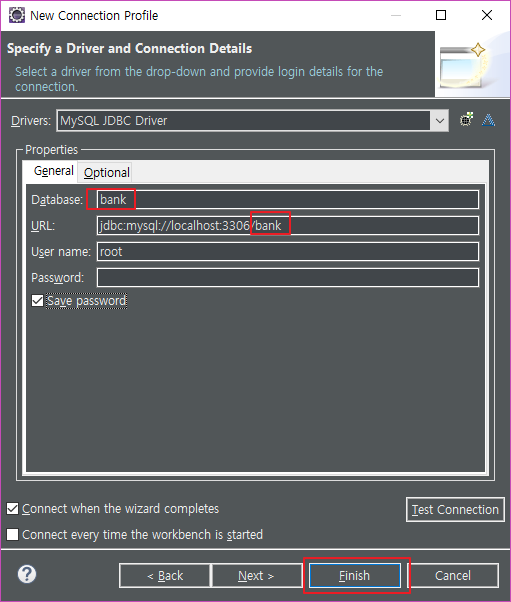 New Connection Profile
Specify a Driver and Connection Details
Select a driver from the drop-down and provide login details for the
connection.
Drivers: MySQL JDBC Driver
Properties
General Optional
Database: bank
URL: jdbc:mysql://localhost:3306/bank
User name: root
Password:
Save password
Connect when the wizard completes
Test Connection
Connect every time the workbench is started
< Back Next > Finish Cancel